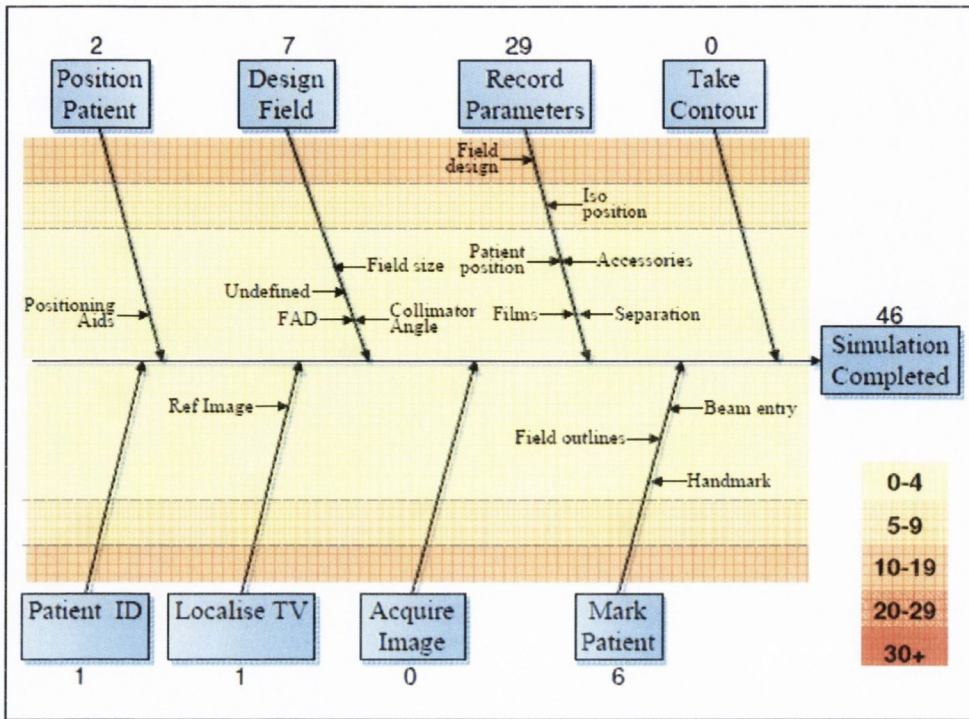 2
7
29
0
Position
Patient
Design
Field
Record
Parameters
Take
Contour
Field
design
Iso
position
Patient
position
Accessories
Field size
Undefined
Positioning
Aids
FAD
Collimator
Angle
Films
Separation
46
Simulation
Completed
Ref Image
Beam entry
Field outlines
Handmark
0-4
5-9
10-19
20-29
30+
Patient ID
Localise TV
Acquire
Image
Mark
Patient
1
1
0
6